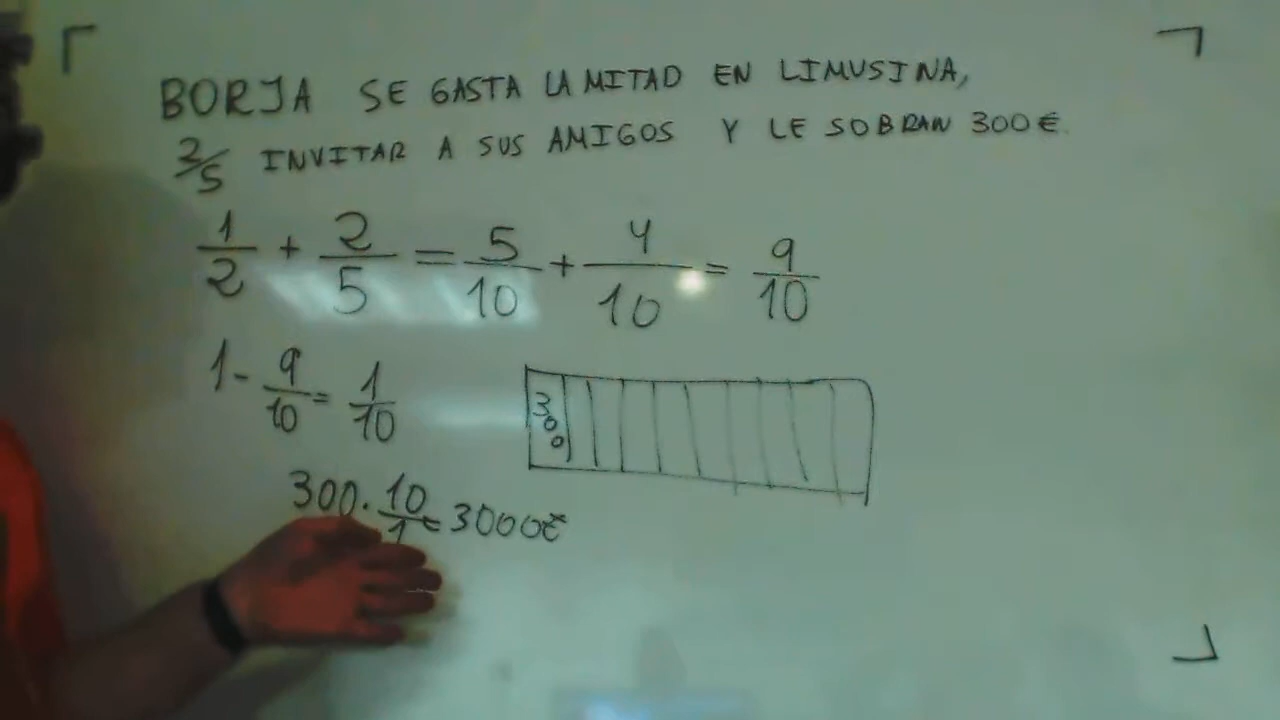 BORJA SE GASTA LA MITAD EN LIMUSINA,
2/5 INVITAR A SUS AMIGOS Y LE SOBRAN 300€.
1/2 + 2/5 = 5/10 + 4/10 = 9/10
1 - 9/10 = 1/10
300
300 · 10/1 = 3000€